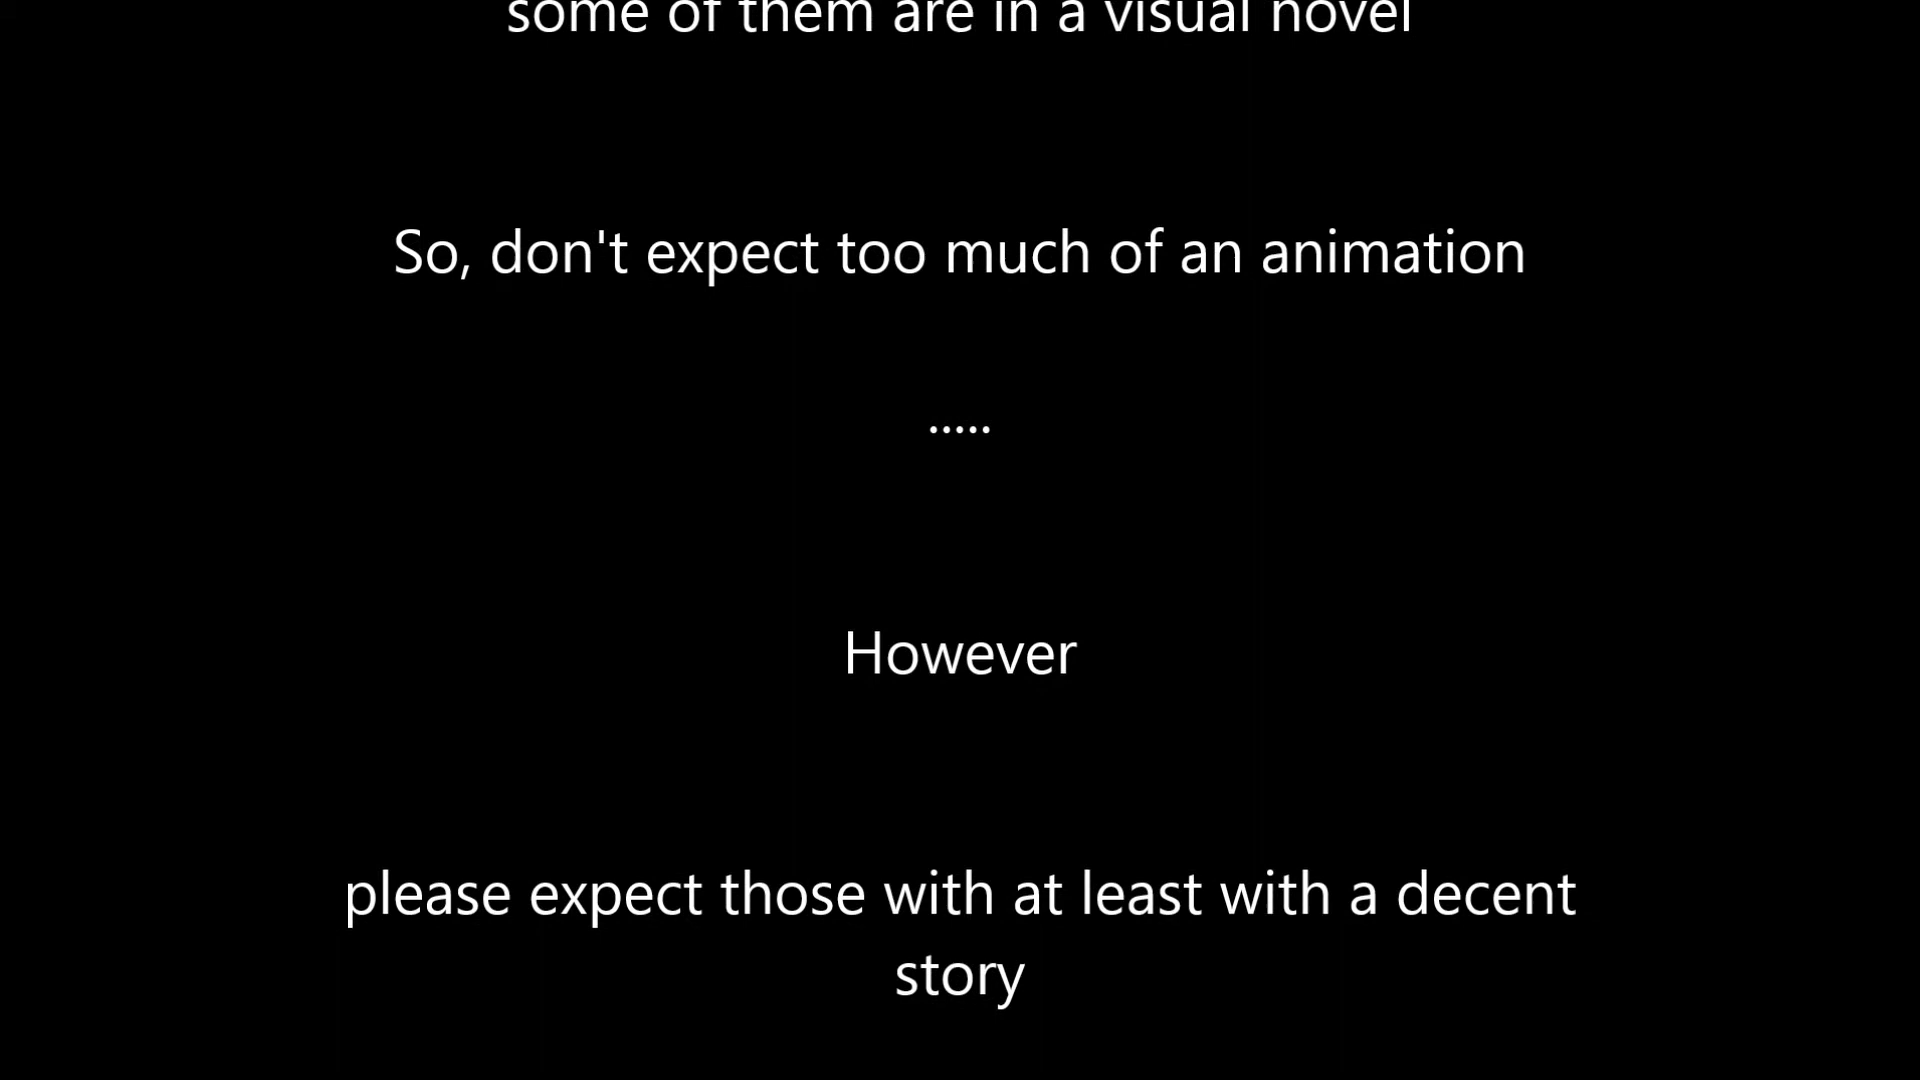 some of them are in a visual novel
So, don't expect too much of an animation
.....
However
please expect those with at least with a decent
story